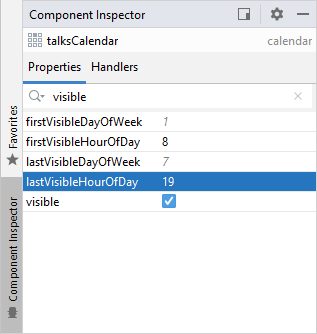 Component Inspector
talksCalendar calendar
Properties Handlers
visible
firstVisibleDayOfWeek 1
firstVisibleHourOfDay 8
lastVisibleDayOfWeek 7
lastVisibleHourOfDay 19
visible
Favorites
Component Inspector